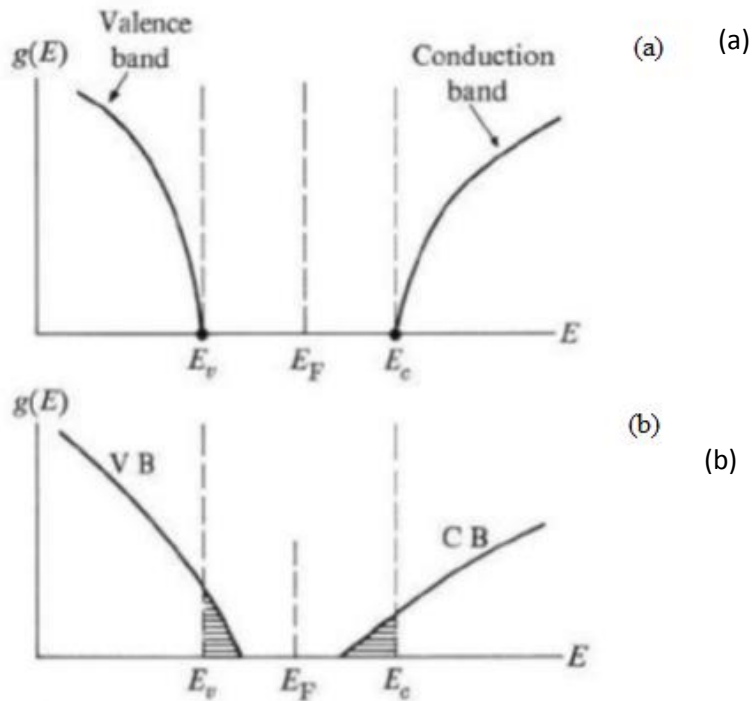 Valence
band
g(E)
Conduction
band
(a)
(a)
E_v
E_F
E_c
E
g(E)
V B
C B
(b)
(b)
E_v
E_F
E_c
E